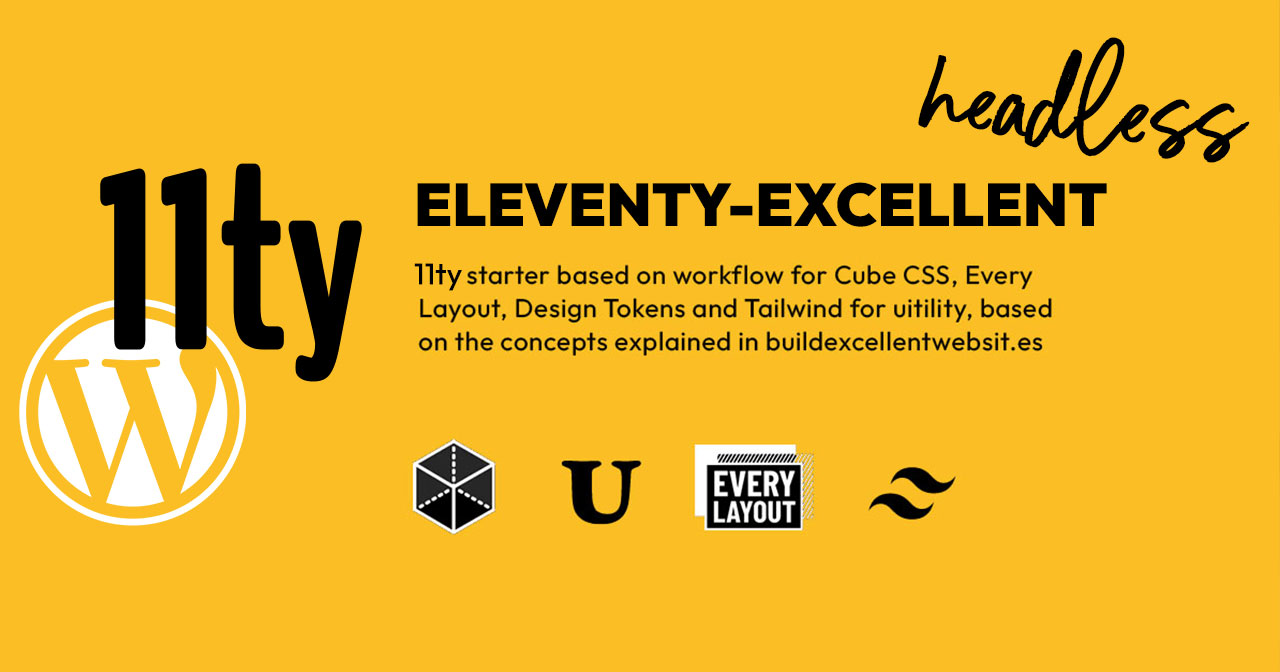 headless
11ty
ELEVENTY-EXCELLENT
11ty starter based on workflow for Cube CSS, Every
Layout, Design Tokens and Tailwind for uitility, based
on the concepts explained in buildexcellentwebsit.es
W
U
EVERY
LAYOUT